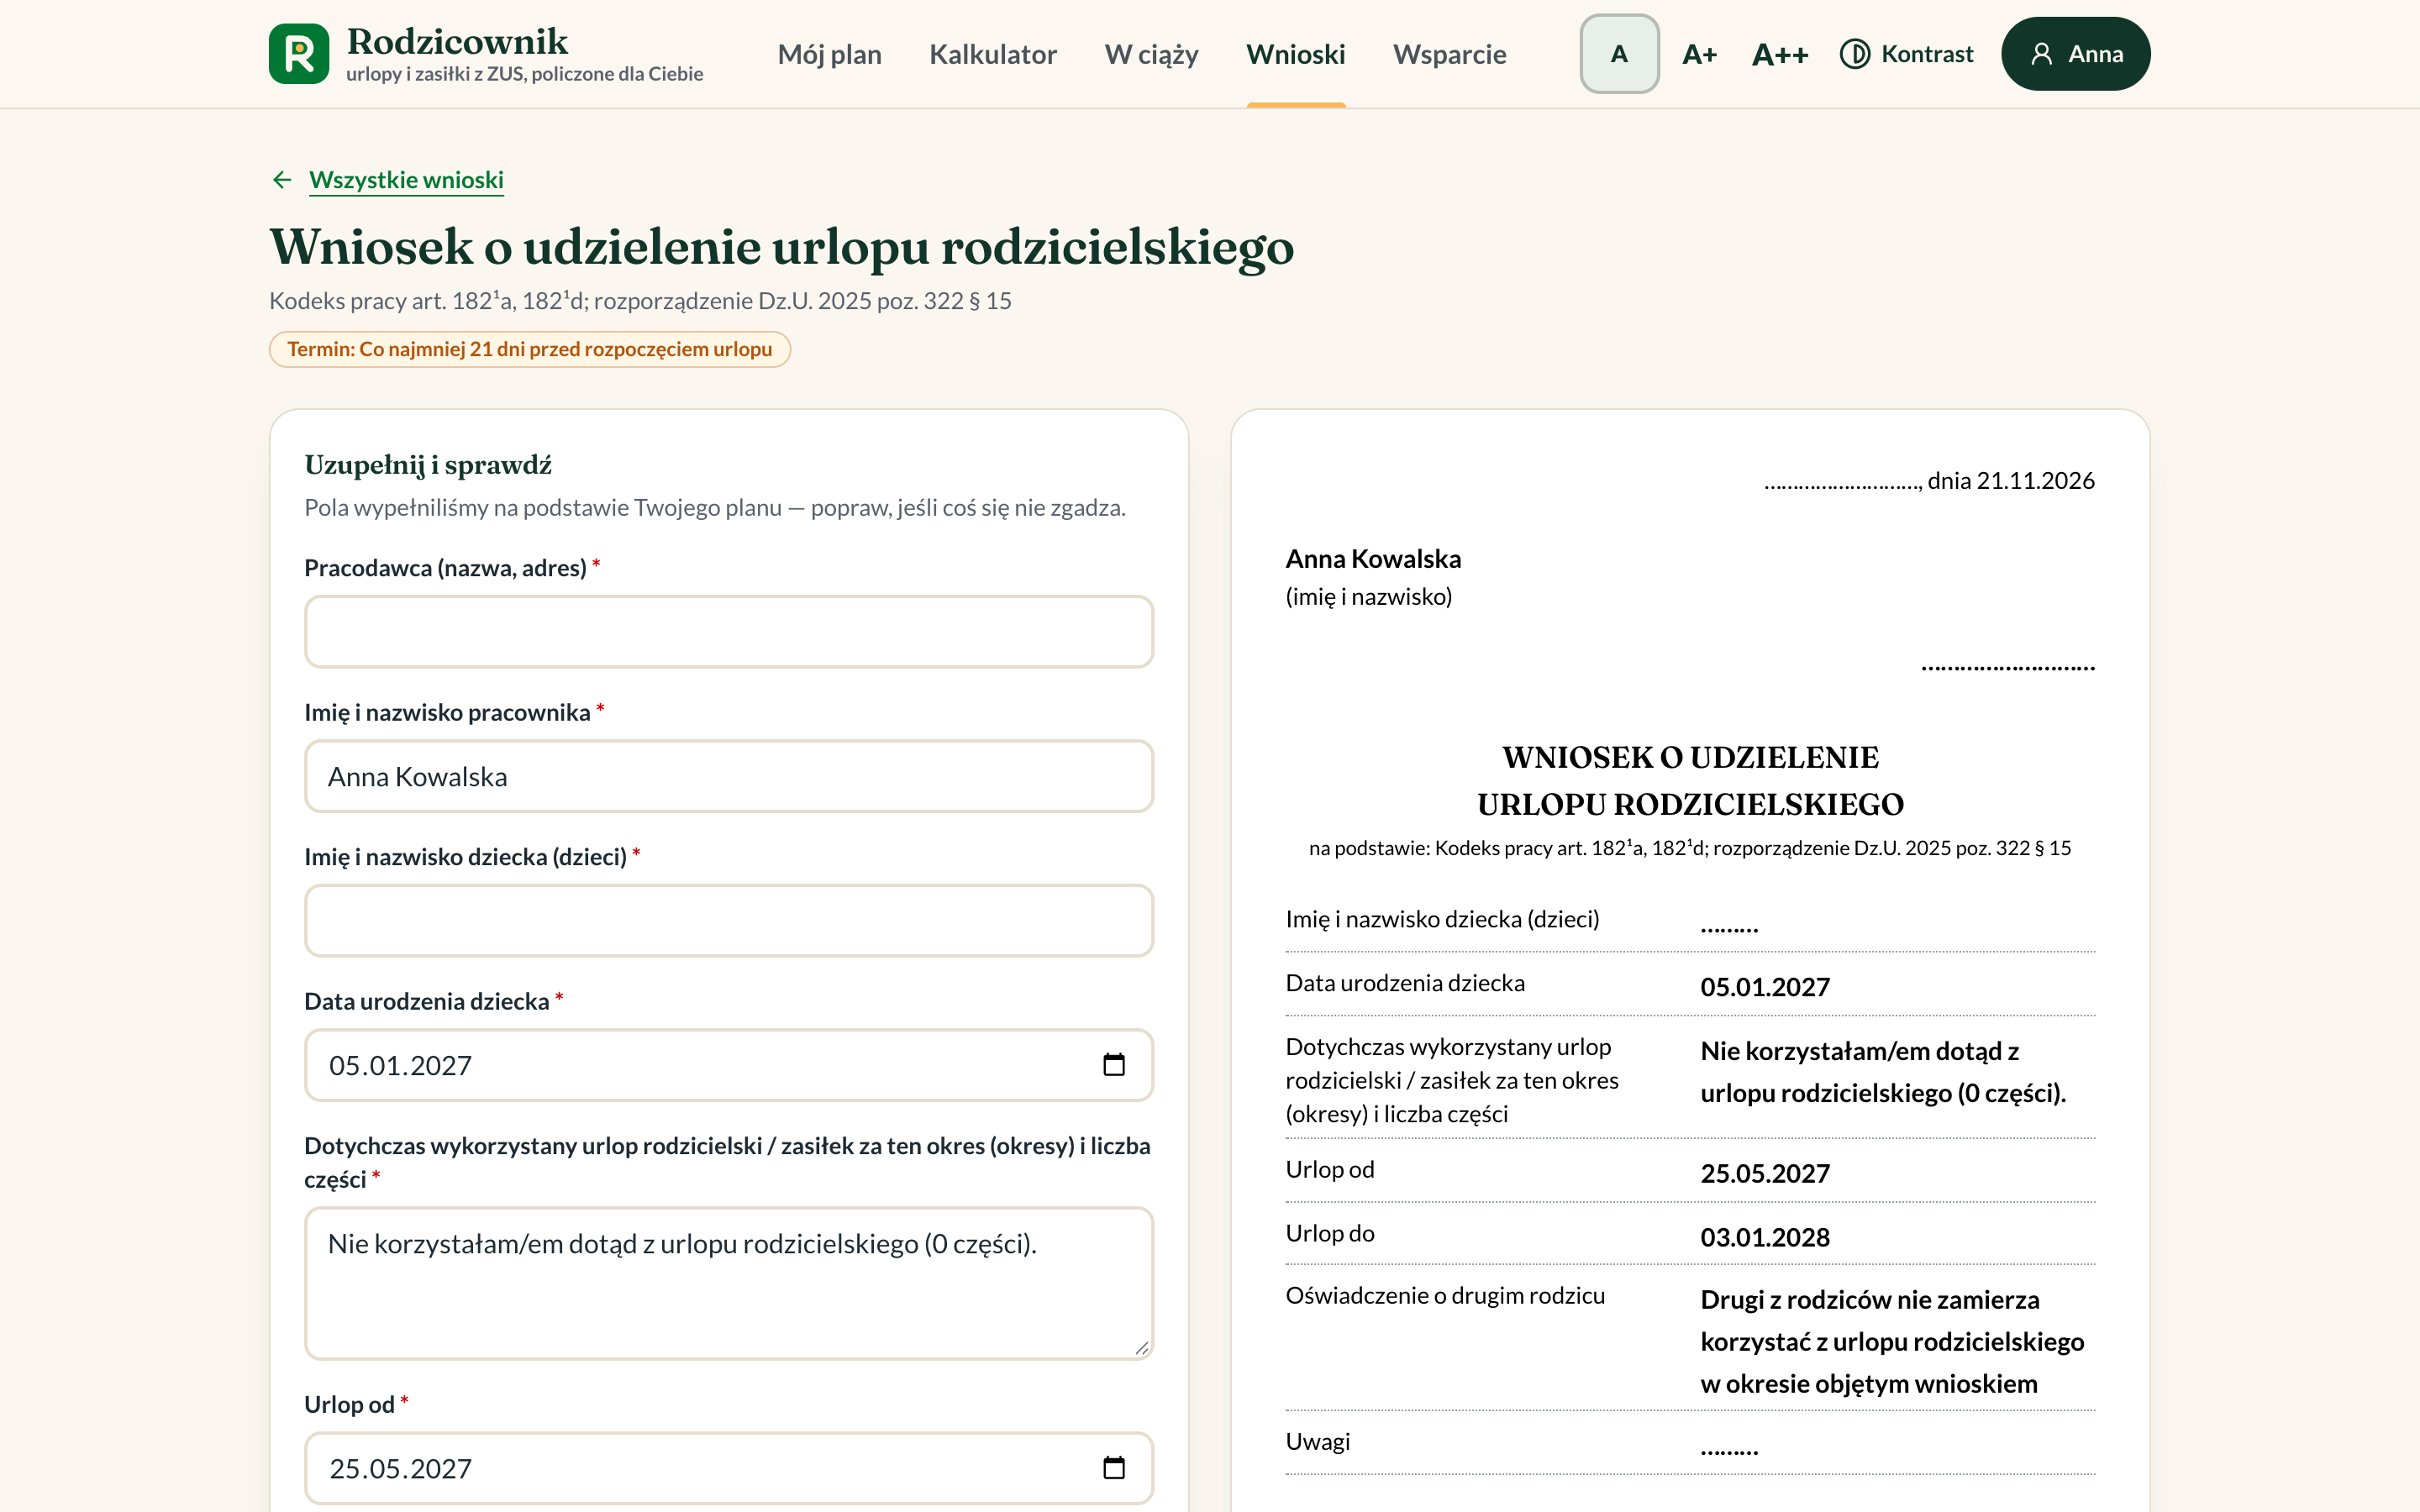 Rodzicownik
urlopy i zasiłki z ZUS, policzone dla Ciebie
Mój plan
Kalkulator
W ciąży
Wnioski
Wsparcie
A
A+
A++
Kontrast
Anna
Wszystkie wnioski
Wniosek o udzielenie urlopu rodzicielskiego
Kodeks pracy art. 182¹a, 182¹d; rozporządzenie Dz.U. 2025 poz. 322 § 15
Termin: Co najmniej 21 dni przed rozpoczęciem urlopu
Uzupełnij i sprawdź
Pola wypełniliśmy na podstawie Twojego planu — popraw, jeśli coś się nie zgadza.
Pracodawca (nazwa, adres) *
Imię i nazwisko pracownika *
Anna Kowalska
Imię i nazwisko dziecka (dzieci) *
Data urodzenia dziecka *
05.01.2027
Dotychczas wykorzystany urlop rodzicielski / zasiłek za ten okres (okresy) i liczba
części *
Nie korzystałam/em dotąd z urlopu rodzicielskiego (0 części).
Urlop od *
25.05.2027
………………………, dnia 21.11.2026
Anna Kowalska
(imię i nazwisko)
………………………
WNIOSEK O UDZIELENIE
URLOPU RODZICIELSKIEGO
na podstawie: Kodeks pracy art. 182¹a, 182¹d; rozporządzenie Dz.U. 2025 poz. 322 § 15
Imię i nazwisko dziecka (dzieci)
………
Data urodzenia dziecka
05.01.2027
Dotychczas wykorzystany urlop
rodzicielski / zasiłek za ten okres
(okresy) i liczba części
Nie korzystałam/em dotąd z
urlopu rodzicielskiego (0 części).
Urlop od
25.05.2027
Urlop do
03.01.2028
Oświadczenie o drugim rodzicu
Drugi z rodziców nie zamierza
korzystać z urlopu rodzicielskiego
w okresie objętym wnioskiem
Uwagi
………